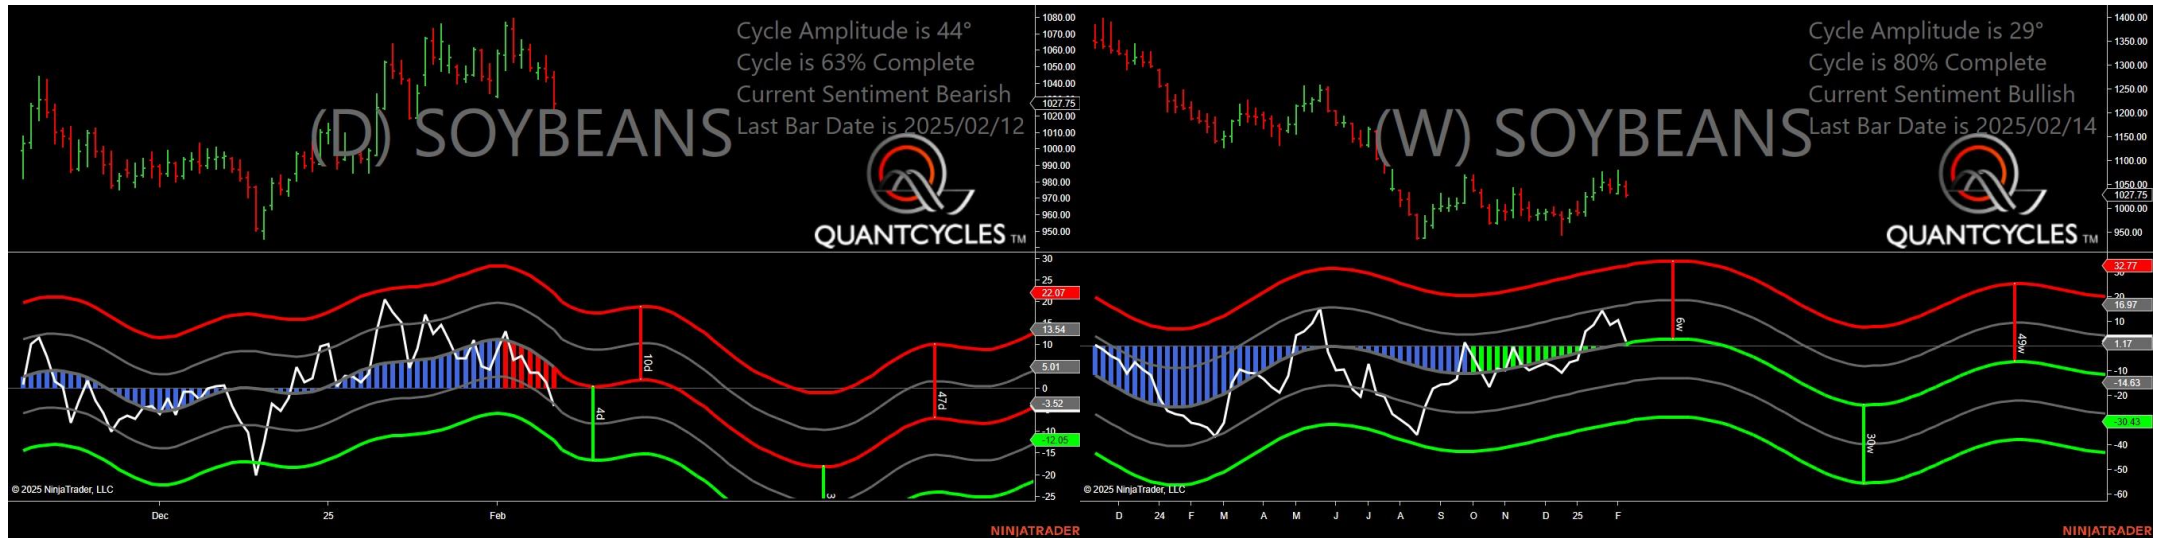 Cycle Amplitude is 44°
Cycle is 63% Complete
Current Sentiment Bearish
Last Bar Date is 2025/02/12
(D) SOYBEANS
QUANTCYCLES TM
1080.00
1070.00
1060.00
1050.00
1040.00
1027.75
1020.00
1010.00
1000.00
990.00
980.00
970.00
960.00
950.00
30
25
22.07
20
13.54
10
5.01
0
-3.52
-10
-12.05
-15
-20
-25
10d
4d
47d
3
© 2025 NinjaTrader, LLC
Dec
25
Feb
NINJATRADER
Cycle Amplitude is 29°
Cycle is 80% Complete
Current Sentiment Bullish
Last Bar Date is 2025/02/14
(W) SOYBEANS
QUANTCYCLES TM
1400.00
1350.00
1300.00
1250.00
1200.00
1150.00
1100.00
1050.00
1027.75
1000.00
950.00
32.77
20
16.97
10
1.17
-10
-14.63
-20
-30.43
-40
-50
-60
6w
49w
30w
© 2025 NinjaTrader, LLC
D
24
F
M
A
M
J
J
A
S
O
N
D
25
F
NINJATRADER